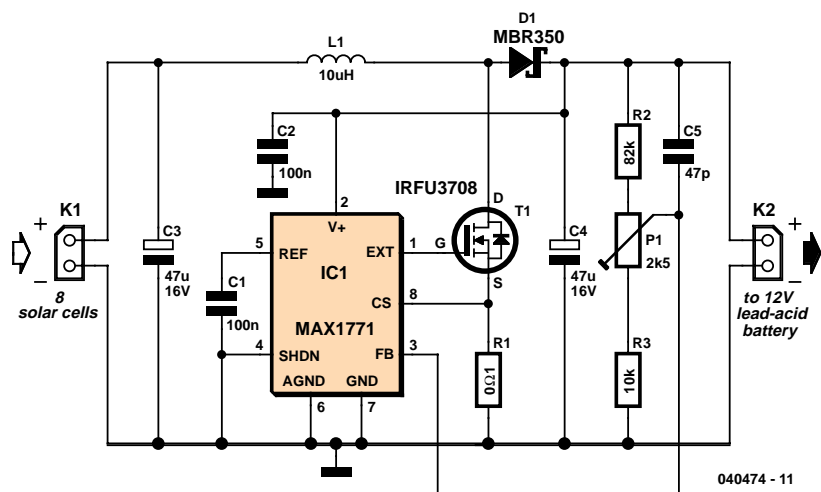 D1
MBR350
L1
10uH
R2
82k
C5
47p
C2
100n
IRFU3708
K1
+
–
8
solar cells
C3
47u
16V
2
V+
5
REF
EXT
1
G
D
T1
S
IC1
MAX1771
C1
100n
CS
8
C4
47u
16V
P1
2k5
K2
+
–
to 12V
lead-acid
battery
4
SHDN
FB
3
AGND
GND
6
7
R1
0Ω1
R3
10k
040474 - 11